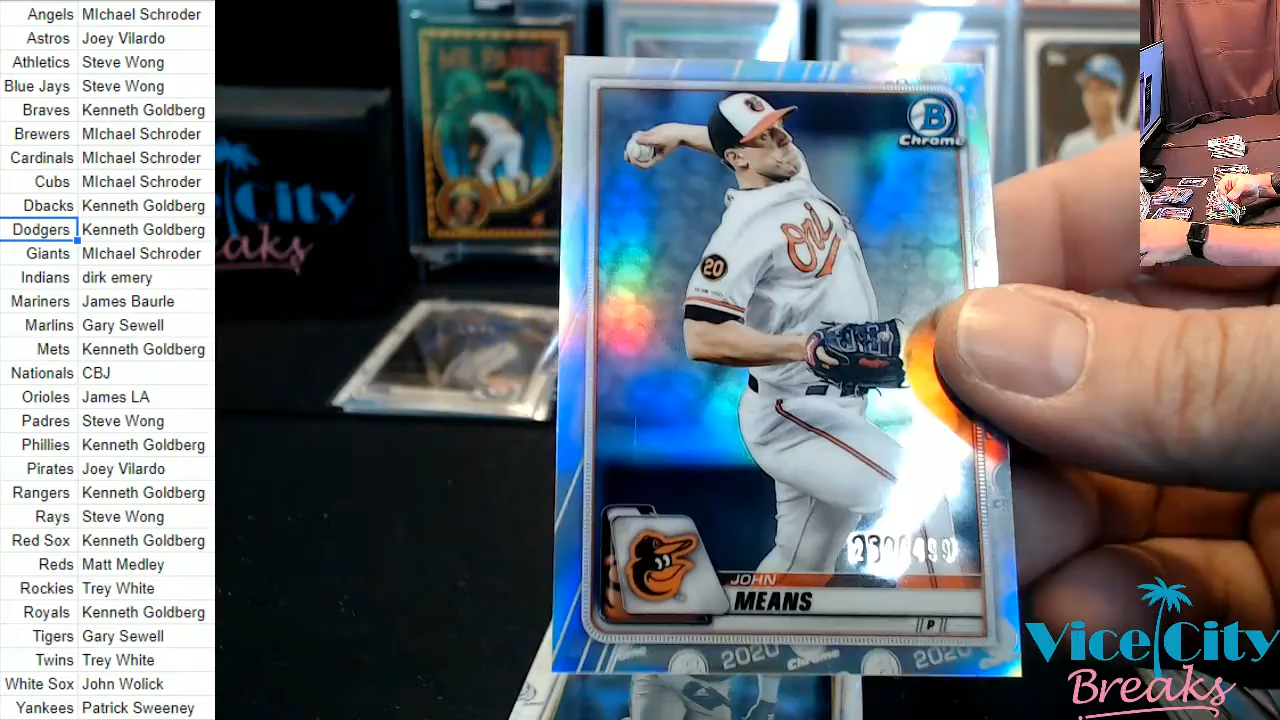 Angels MIchael Schroder
Astros Joey Vilardo
Athletics Steve Wong
Blue Jays Steve Wong
Braves Kenneth Goldberg
Brewers MIchael Schroder
Cardinals MIchael Schroder
Cubs MIchael Schroder
Dbacks Kenneth Goldberg
Dodgers Kenneth Goldberg
Giants MIchael Schroder
Indians dirk emery
Mariners James Baurle
Marlins Gary Sewell
Mets Kenneth Goldberg
Nationals CBJ
Orioles James LA
Padres Steve Wong
Phillies Kenneth Goldberg
Pirates Joey Vilardo
Rangers Kenneth Goldberg
Rays Steve Wong
Red Sox Kenneth Goldberg
Reds Matt Medley
Rockies Trey White
Royals Kenneth Goldberg
Tigers Gary Sewell
Twins Trey White
White Sox John Wolick
Yankees Patrick Sweeney
City
eaks
B
Chrome
Ori
20
JOHN
MEANS
P
2020
Chrome
2020
Vice City
Breaks